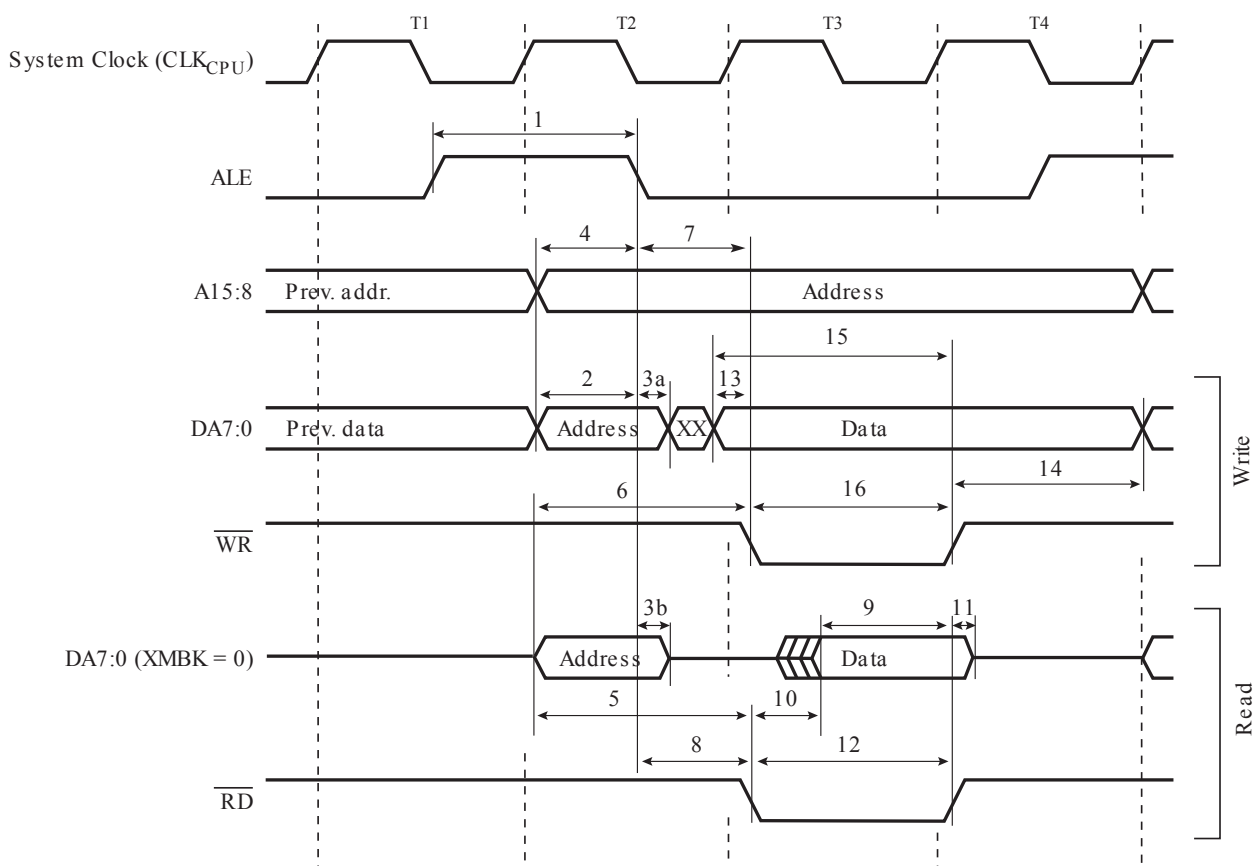 T1 T2 T3 T4
System Clock (CLKCPU)
1
ALE
4 7
A15:8 Prev. addr. Address
15
2 3a 13
DA7:0 Prev. data Address XX Data
14
6 16
WR
Write
3b 9 11
DA7:0 (XMBK = 0) Address Data
5 10
8 12
RD
Read